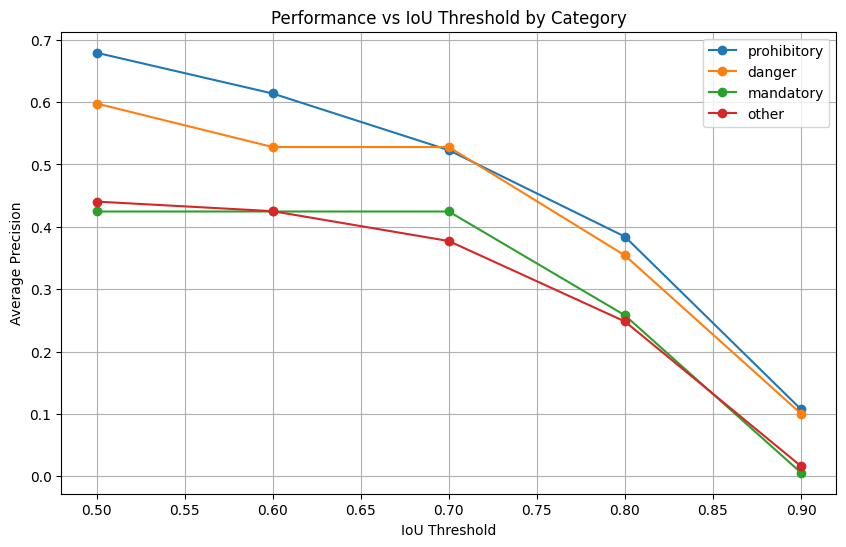 Performance vs IoU Threshold by Category
prohibitory
danger
mandatory
other
Average Precision
0.7
0.6
0.5
0.4
0.3
0.2
0.1
0.0
0.50 0.55 0.60 0.65 0.70 0.75 0.80 0.85 0.90
IoU Threshold